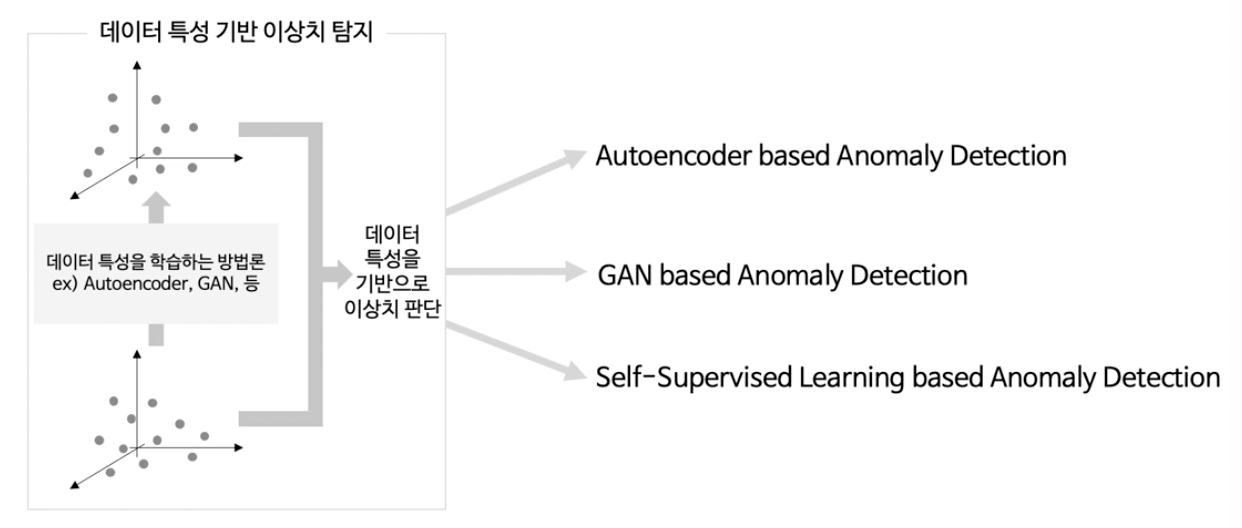 데이터 특성 기반 이상치 탐지
데이터 특성을 학습하는 방법론
ex) Autoencoder, GAN, 등
데이터
특성을
기반으로
이상치 판단
Autoencoder based Anomaly Detection
GAN based Anomaly Detection
Self-Supervised Learning based Anomaly Detection